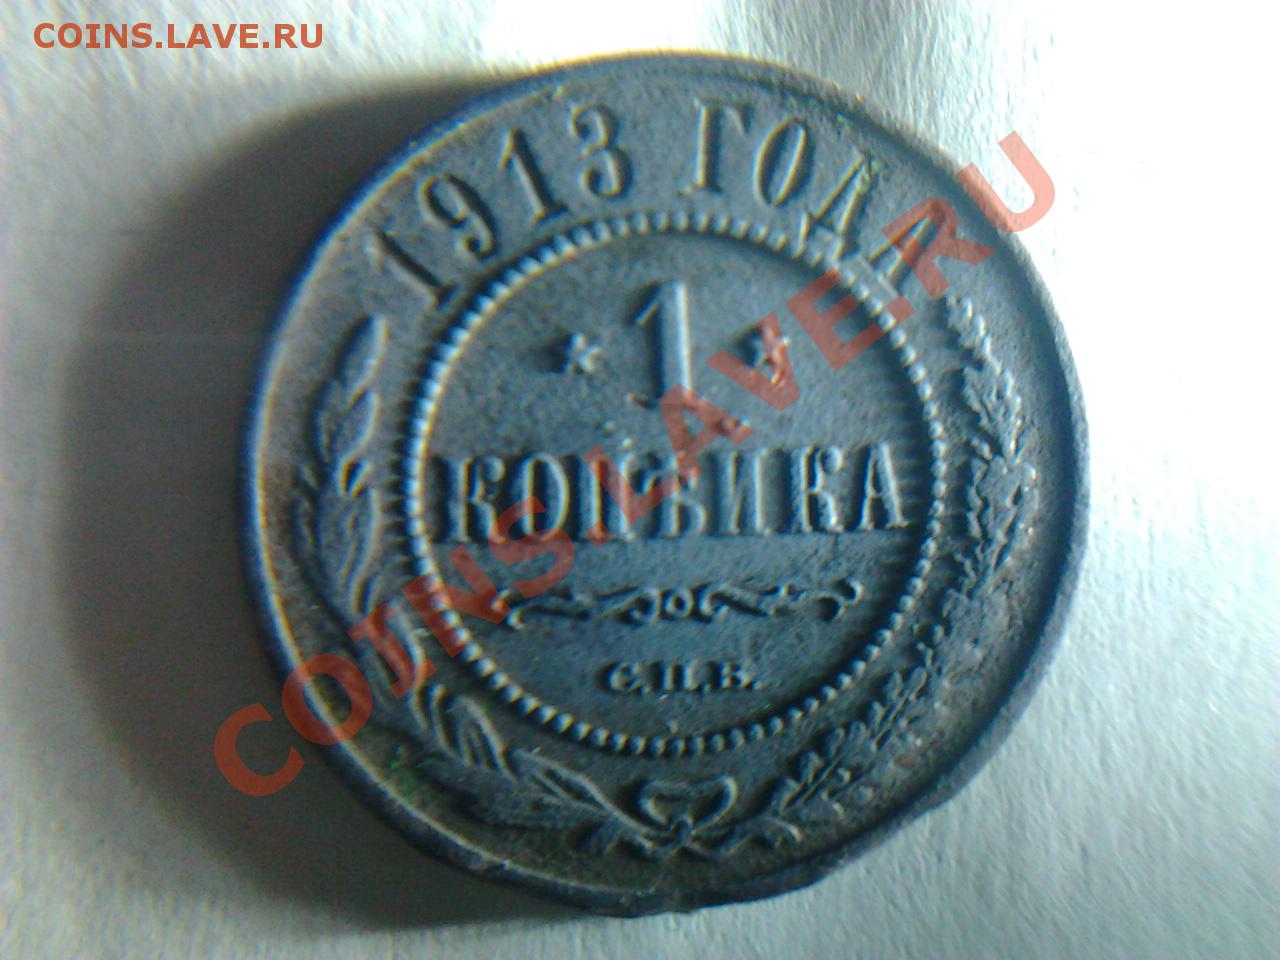 COINS.LAVE.RU
1913 ГОДА
* 1 *
КОПѢЙКА
С.П.Б.
COINS.LAVE.RU